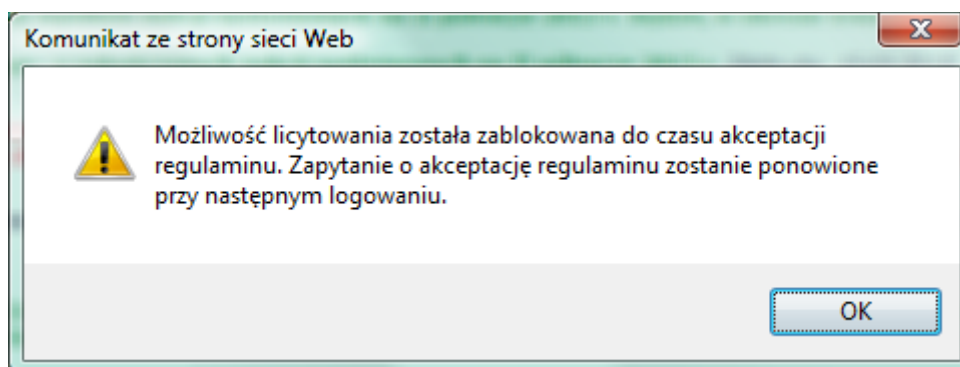 Komunikat ze strony sieci Web
Możliwość licytowania została zablokowana do czasu akceptacji
regulaminu. Zapytanie o akceptację regulaminu zostanie ponowione
przy następnym logowaniu.
OK